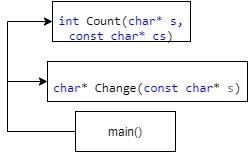 int Count(char* s,
const char* cs)
char* Change(const char* s)
main()